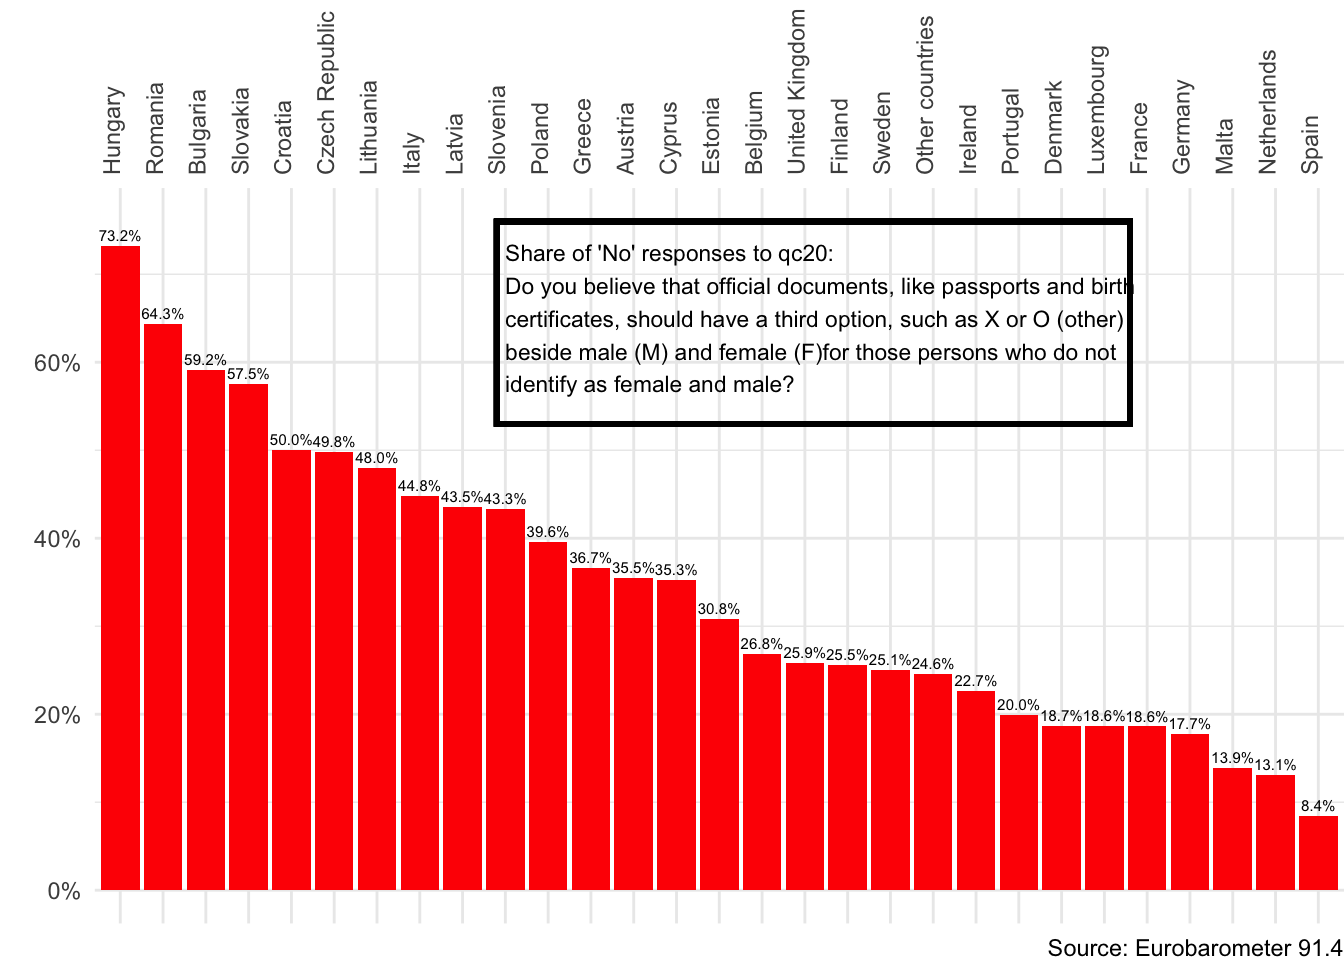 Hungary
Romania
Bulgaria
Slovakia
Croatia
Czech Republic
Lithuania
Italy
Latvia
Slovenia
Poland
Greece
Austria
Cyprus
Estonia
Belgium
United Kingdom
Finland
Sweden
Other countries
Ireland
Portugal
Denmark
Luxembourg
France
Germany
Malta
Netherlands
Spain
Share of 'No' responses to qc20:
Do you believe that official documents, like passports and birth
certificates, should have a third option, such as X or O (other)
beside male (M) and female (F)for those persons who do not
identify as female and male?
73.2%
64.3%
59.2%
57.5%
50.0%
49.8%
48.0%
44.8%
43.5%
43.3%
39.6%
36.7%
35.5%
35.3%
30.8%
26.8%
25.9%
25.5%
25.1%
24.6%
22.7%
20.0%
18.7%
18.6%
18.6%
17.7%
13.9%
13.1%
8.4%
60%
40%
20%
0%
Source: Eurobarometer 91.4